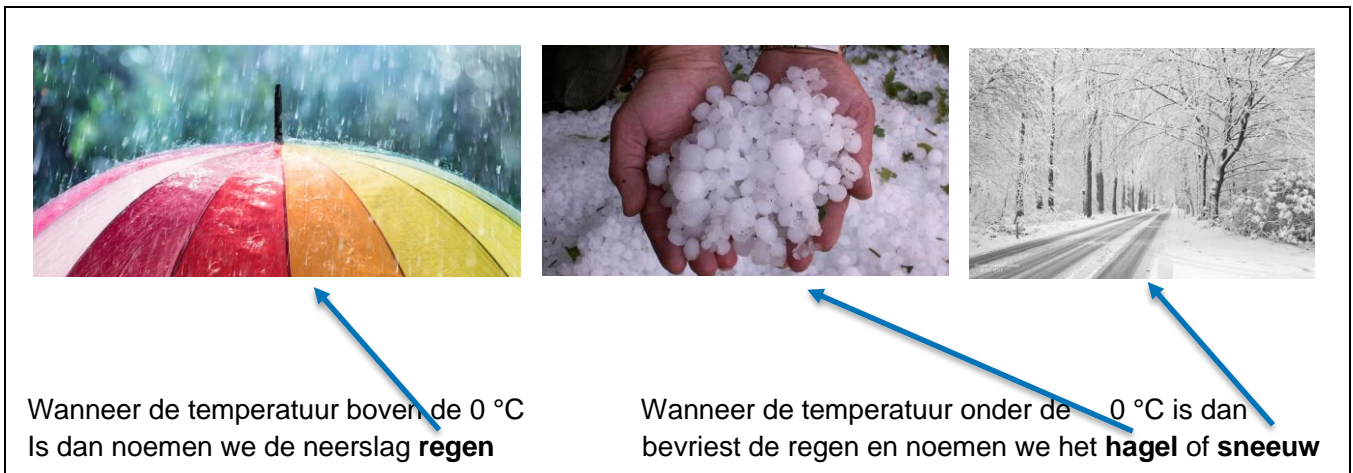 Wanneer de temperatuur boven de 0 °C
Is dan noemen we de neerslag regen
Wanneer de temperatuur onder de 0 °C is dan
bevriest de regen en noemen we het hagel of sneeuw